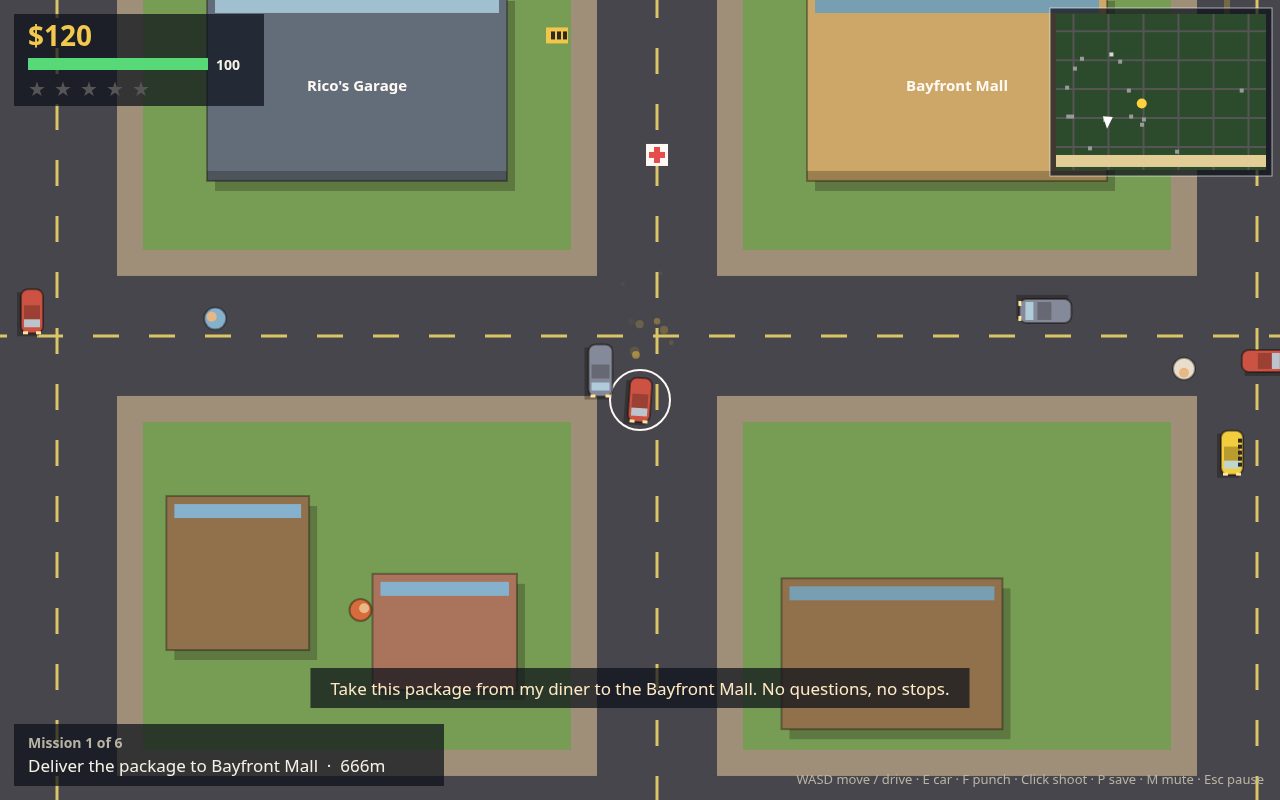 $120
100
Rico's Garage
Bayfront Mall
Take this package from my diner to the Bayfront Mall. No questions, no stops.
Mission 1 of 6
Deliver the package to Bayfront Mall · 666m
WASD move / drive · E car · F punch · Click shoot · P save · M mute · Esc pause